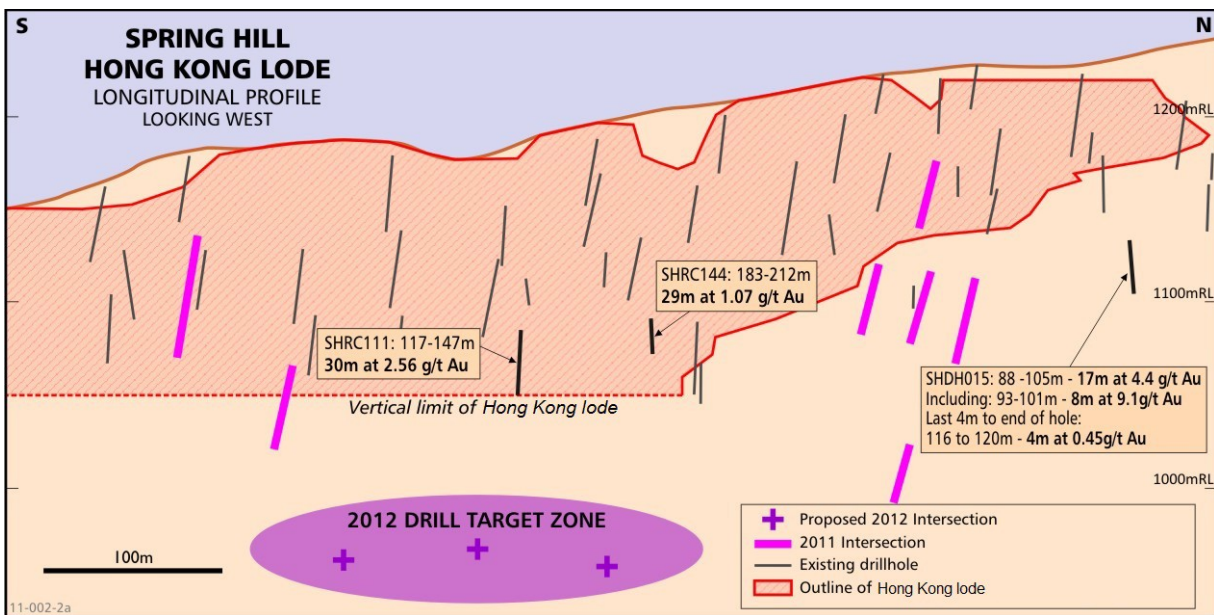 S
N
SPRING HILL
HONG KONG LODE
LONGITUDINAL PROFILE
LOOKING WEST
1200mRL
SHRC144: 183-212m
29m at 1.07 g/t Au
1100mRL
SHRC111: 117-147m
30m at 2.56 g/t Au
SHDH015: 88 -105m - 17m at 4.4 g/t Au
Including: 93-101m - 8m at 9.1g/t Au
Last 4m to end of hole:
116 to 120m - 4m at 0.45g/t Au
Vertical limit of Hong Kong lode
1000mRL
2012 DRILL TARGET ZONE
Proposed 2012 Intersection
2011 Intersection
Existing drillhole
Outline of Hong Kong lode
100m
11-002-2a